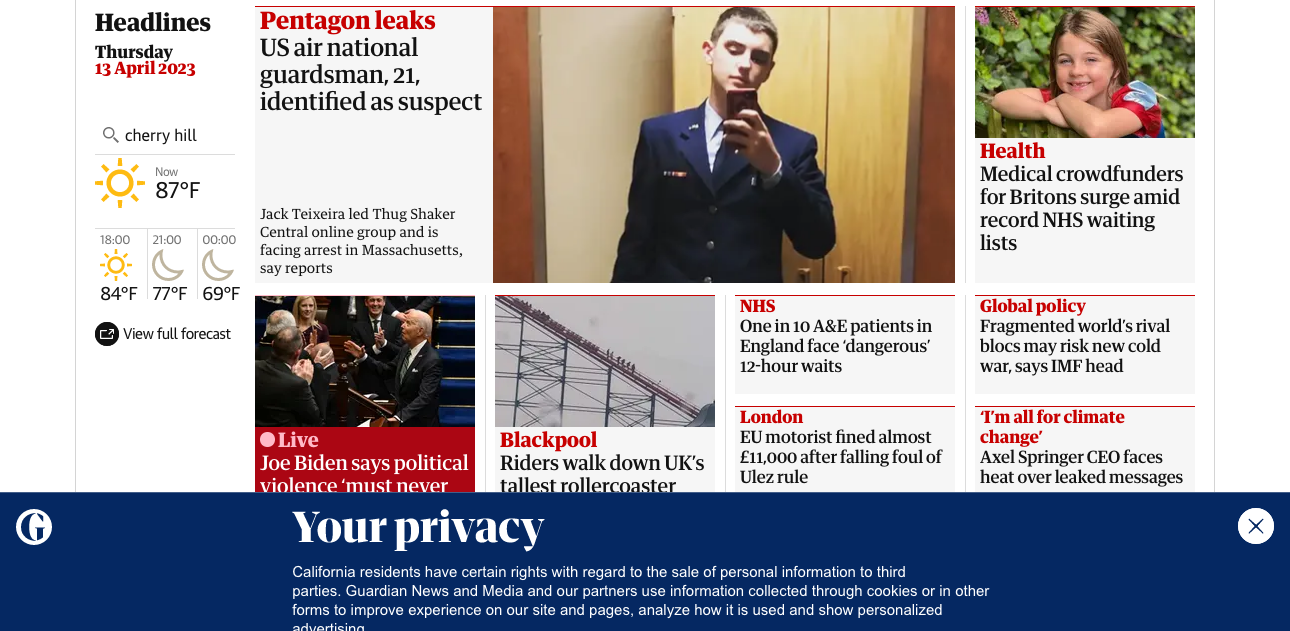 Headlines
Thursday
13 April 2023
cherry hill
Now
87°F
18:00
84°F
21:00
77°F
00:00
69°F
View full forecast
Pentagon leaks
US air national
guardsman, 21,
identified as suspect
Jack Teixeira led Thug Shaker
Central online group and is
facing arrest in Massachusetts,
say reports
Health
Medical crowdfunders
for Britons surge amid
record NHS waiting
lists
Live
Joe Biden says political
violence ‘must never
Blackpool
Riders walk down UK’s
tallest rollercoaster
NHS
One in 10 A&E patients in
England face ‘dangerous’
12-hour waits
London
EU motorist fined almost
£11,000 after falling foul of
Ulez rule
Global policy
Fragmented world’s rival
blocs may risk new cold
war, says IMF head
‘I’m all for climate
change’
Axel Springer CEO faces
heat over leaked messages
G
Your privacy
California residents have certain rights with regard to the sale of personal information to third
parties. Guardian News and Media and our partners use information collected through cookies or in other
forms to improve experience on our site and pages, analyze how it is used and show personalized
advertising.